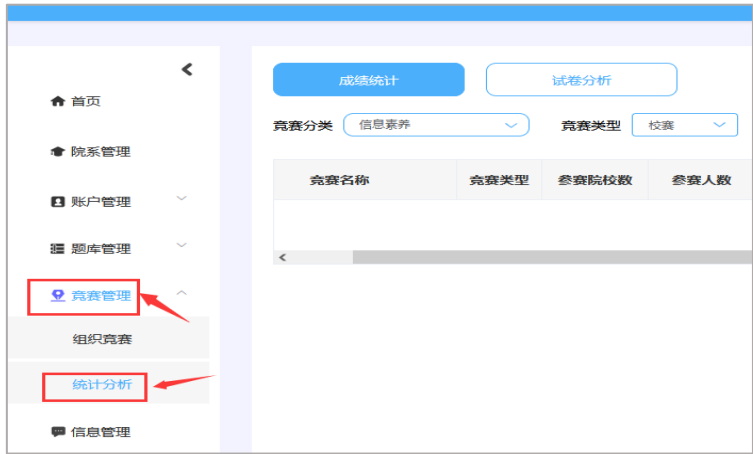 首页
院系管理
账户管理
题库管理
竞赛管理
组织竞赛
统计分析
信息管理
成绩统计 试卷分析
竞赛分类 信息素养 竞赛类型 校赛
竞赛名称 竞赛类型 参赛院校数 参赛人数